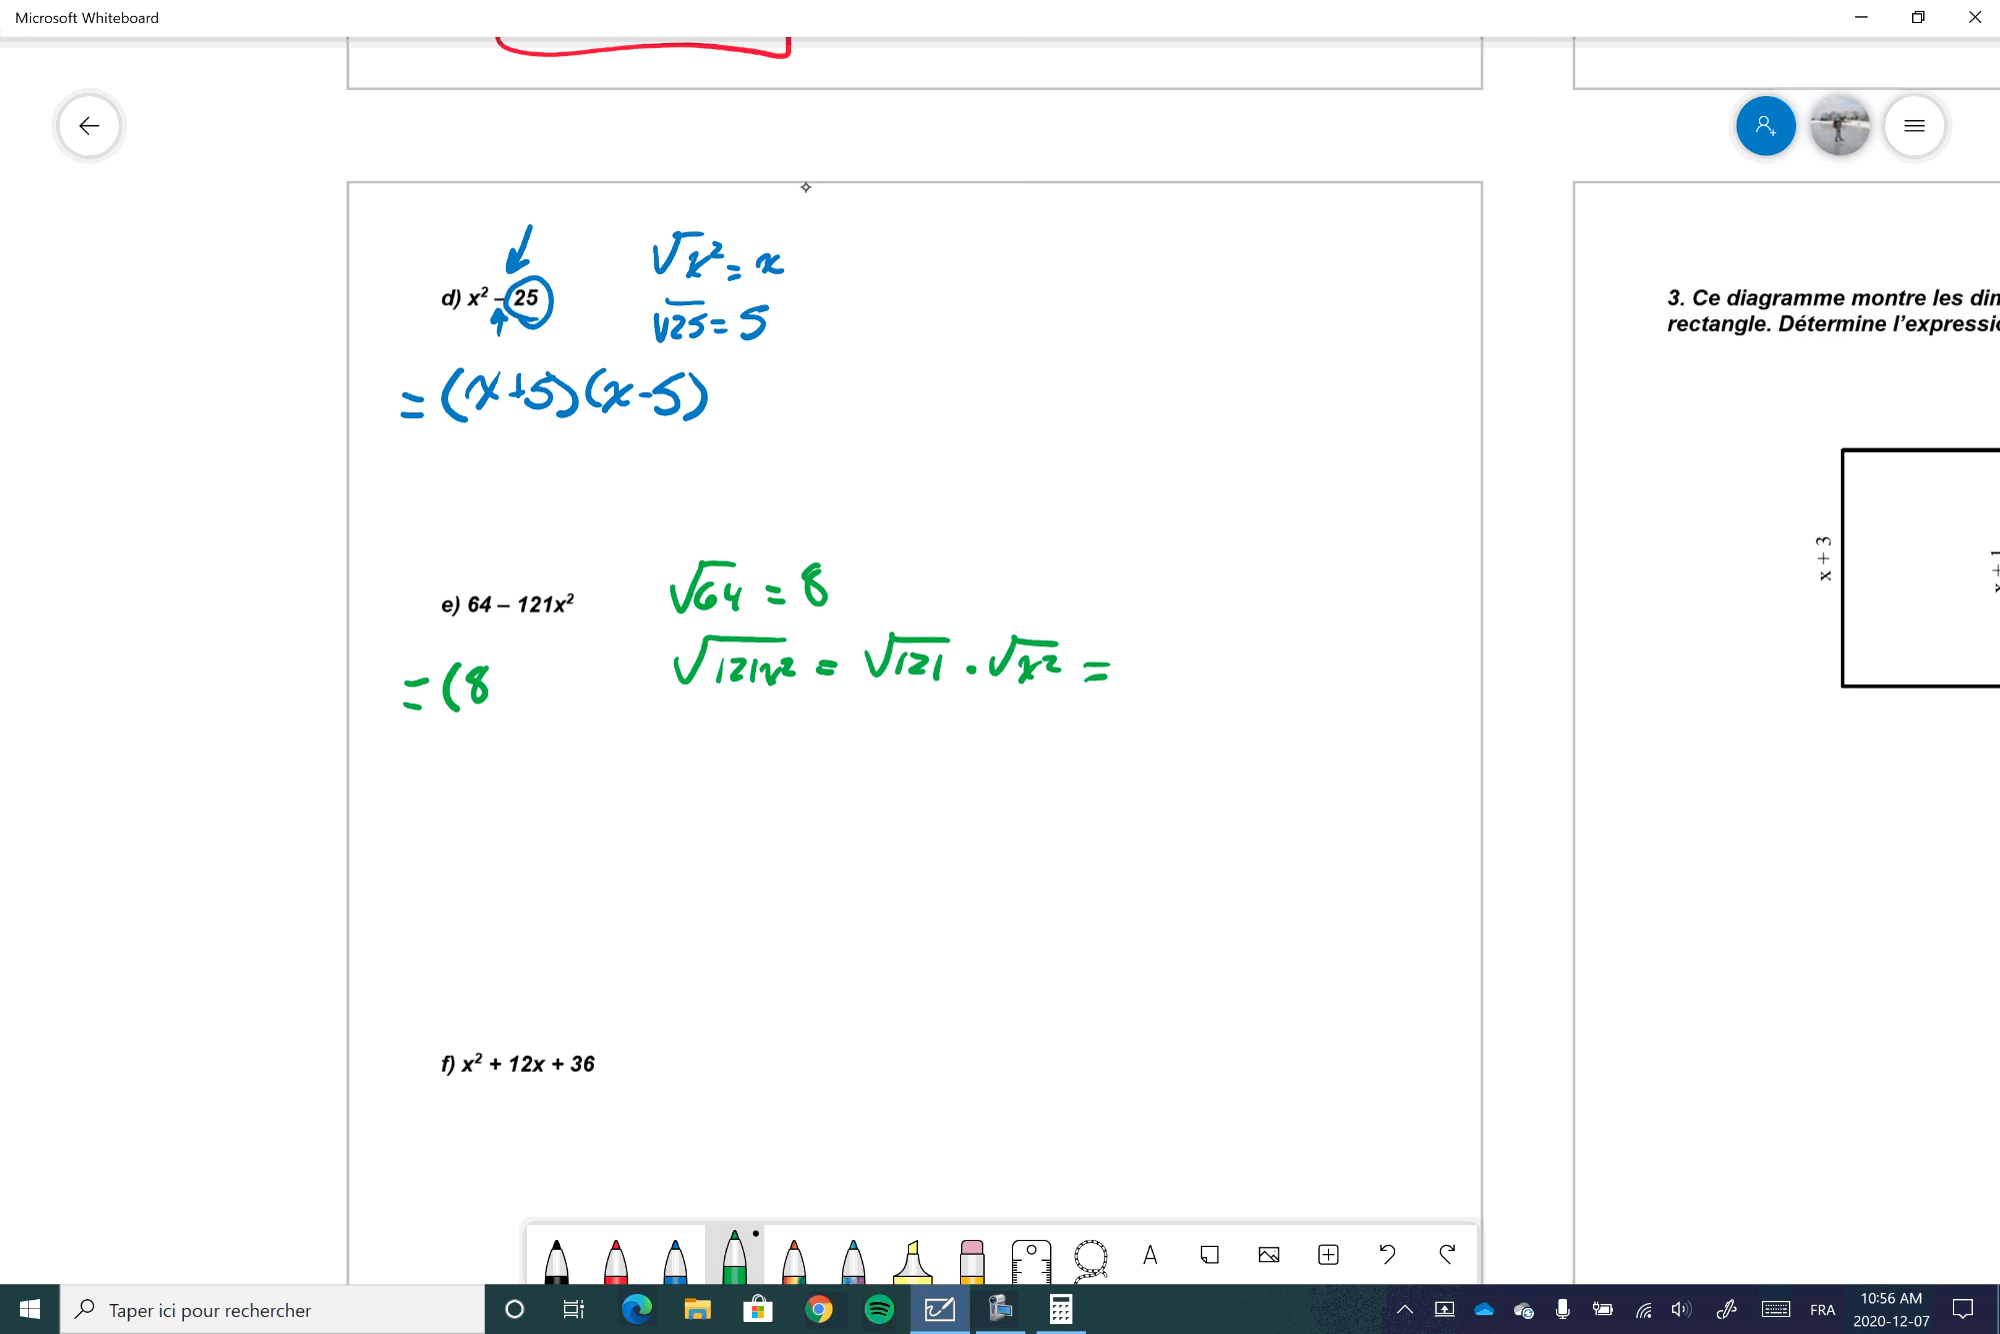 Microsoft Whiteboard
d) x² – 25
√x² = x
√25 = 5
= (x+5)(x-5)
e) 64 – 121x²
√64 = 8
√121x² = √121 · √x² =
= (8
f) x² + 12x + 36
3. Ce diagramme montre les din
rectangle. Détermine l'expressi
x + 3
x + 1
A
Taper ici pour rechercher
FRA
10:56 AM
2020-12-07